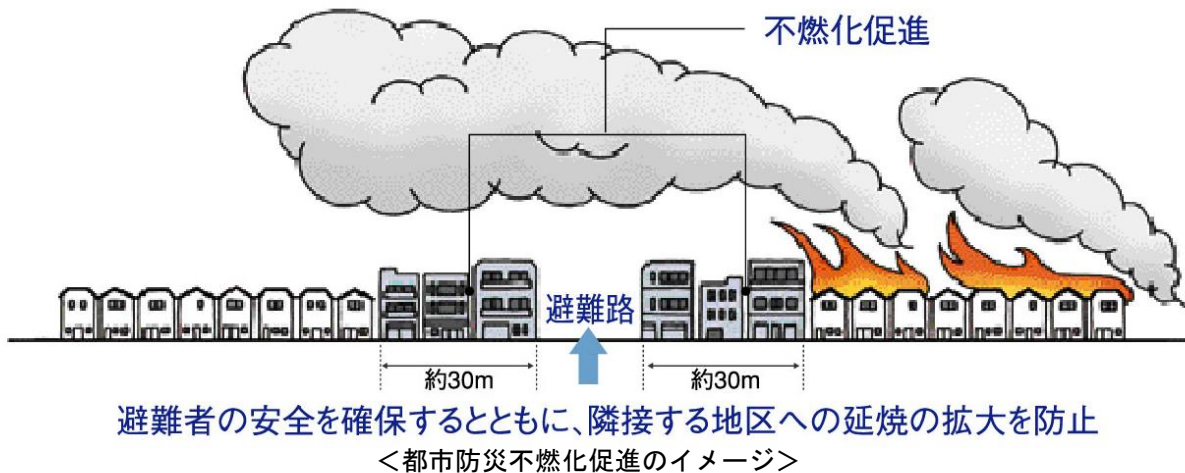 不燃化促進
避難路
約30m
約30m
避難者の安全を確保するとともに、隣接する地区への延焼の拡大を防止
＜都市防災不燃化促進のイメージ＞